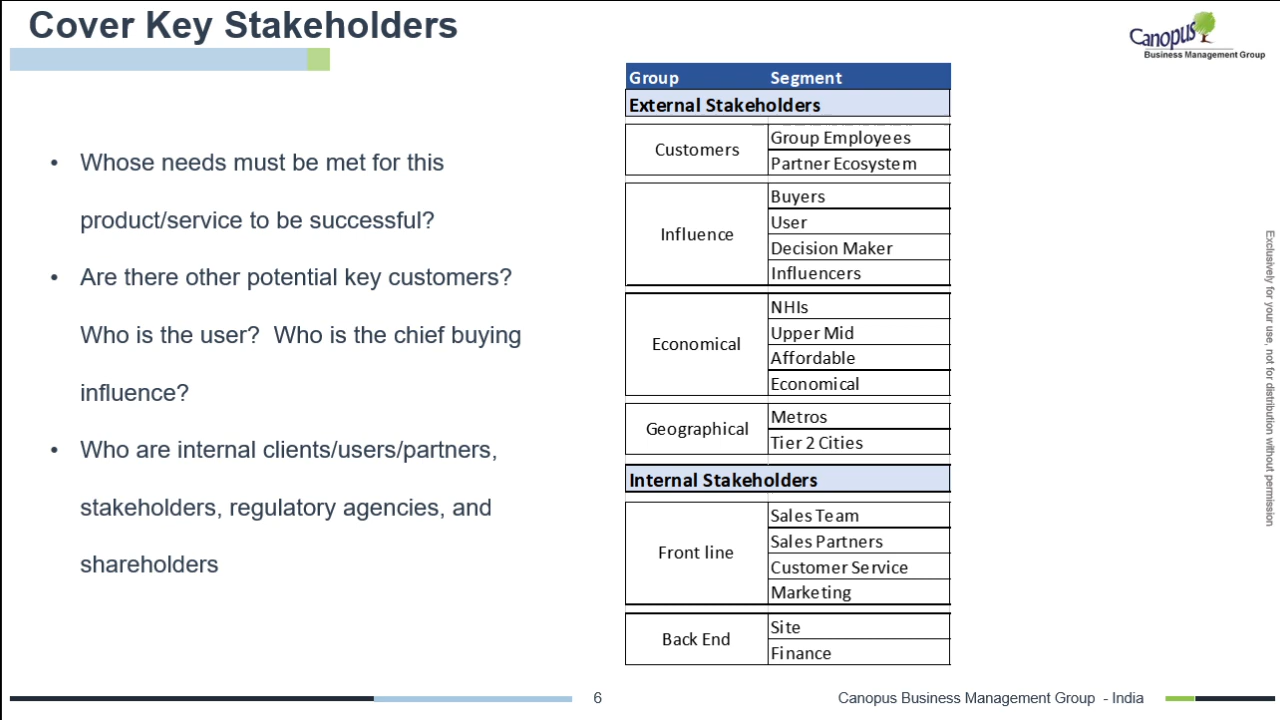 Cover Key Stakeholders
Canopus
Business Management Group
• Whose needs must be met for this
product/service to be successful?
• Are there other potential key customers?
Who is the user?  Who is the chief buying
influence?
• Who are internal clients/users/partners,
stakeholders, regulatory agencies, and
shareholders
Group Segment
External Stakeholders
Customers
Group Employees
Partner Ecosystem
Influence
Buyers
User
Decision Maker
Influencers
Economical
NHIs
Upper Mid
Affordable
Economical
Geographical
Metros
Tier 2 Cities
Internal Stakeholders
Front line
Sales Team
Sales Partners
Customer Service
Marketing
Back End
Site
Finance
Exclusively for your use, not for distribution without permission
6
Canopus Business Management Group - India